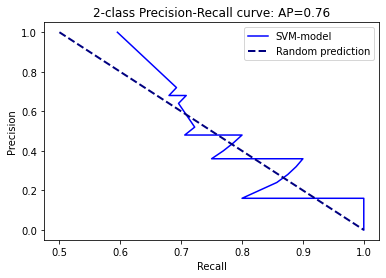 2-class Precision-Recall curve: AP=0.76
SVM-model
Random prediction
Precision
1.0
0.8
0.6
0.4
0.2
0.0
0.5 0.6 0.7 0.8 0.9 1.0
Recall